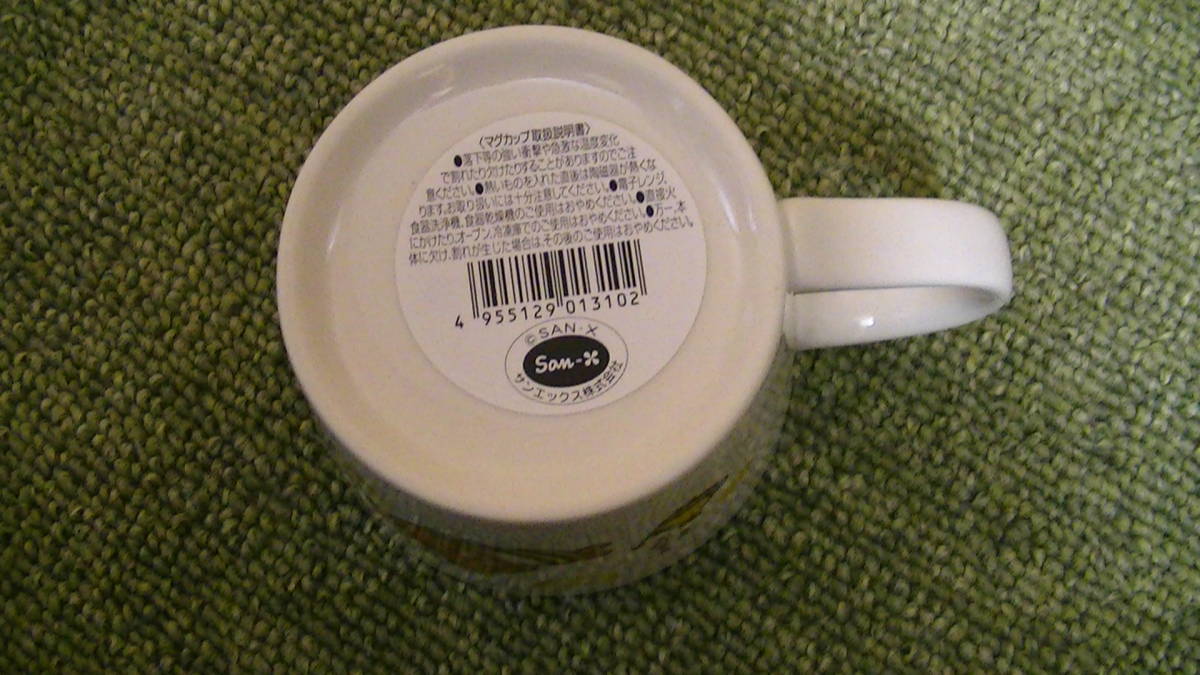 〈マグカップ取扱説明書〉
●落下等の強い衝撃や急激な温度変化
で割れたり欠けたりすることがありますのでご注
意ください。●熱いものを入れた直後は陶磁器が熱くな
ります。お取り扱いには十分注意してください。●電子レンジ、
食器洗浄機、食器乾燥機のご使用はおやめください。●直接火
にかけたり、オーブン、冷凍庫でのご使用はおやめください。●万一、本
体に欠け、割れが生じた場合は、その後のご使用はおやめください。
4 955129 013102
©SAN-X
San-X
サンエックス株式会社